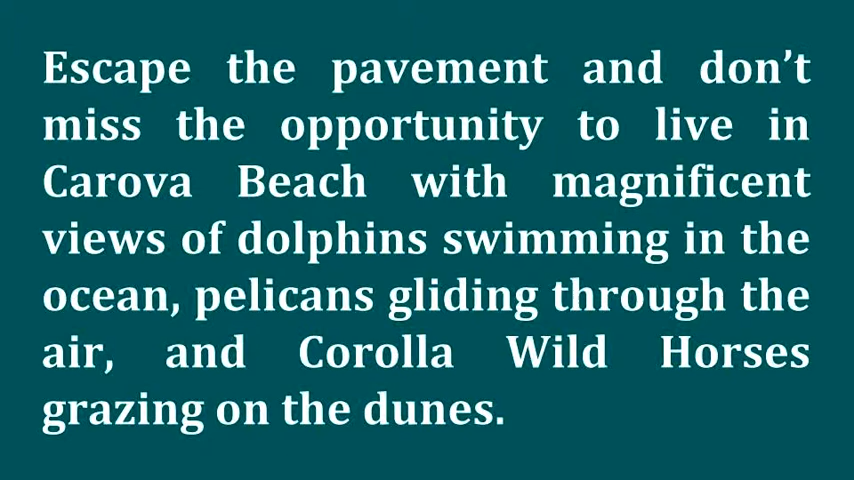 Escape the pavement and don’t
miss the opportunity to live in
Carova Beach with magnificent
views of dolphins swimming in the
ocean, pelicans gliding through the
air, and Corolla Wild Horses
grazing on the dunes.